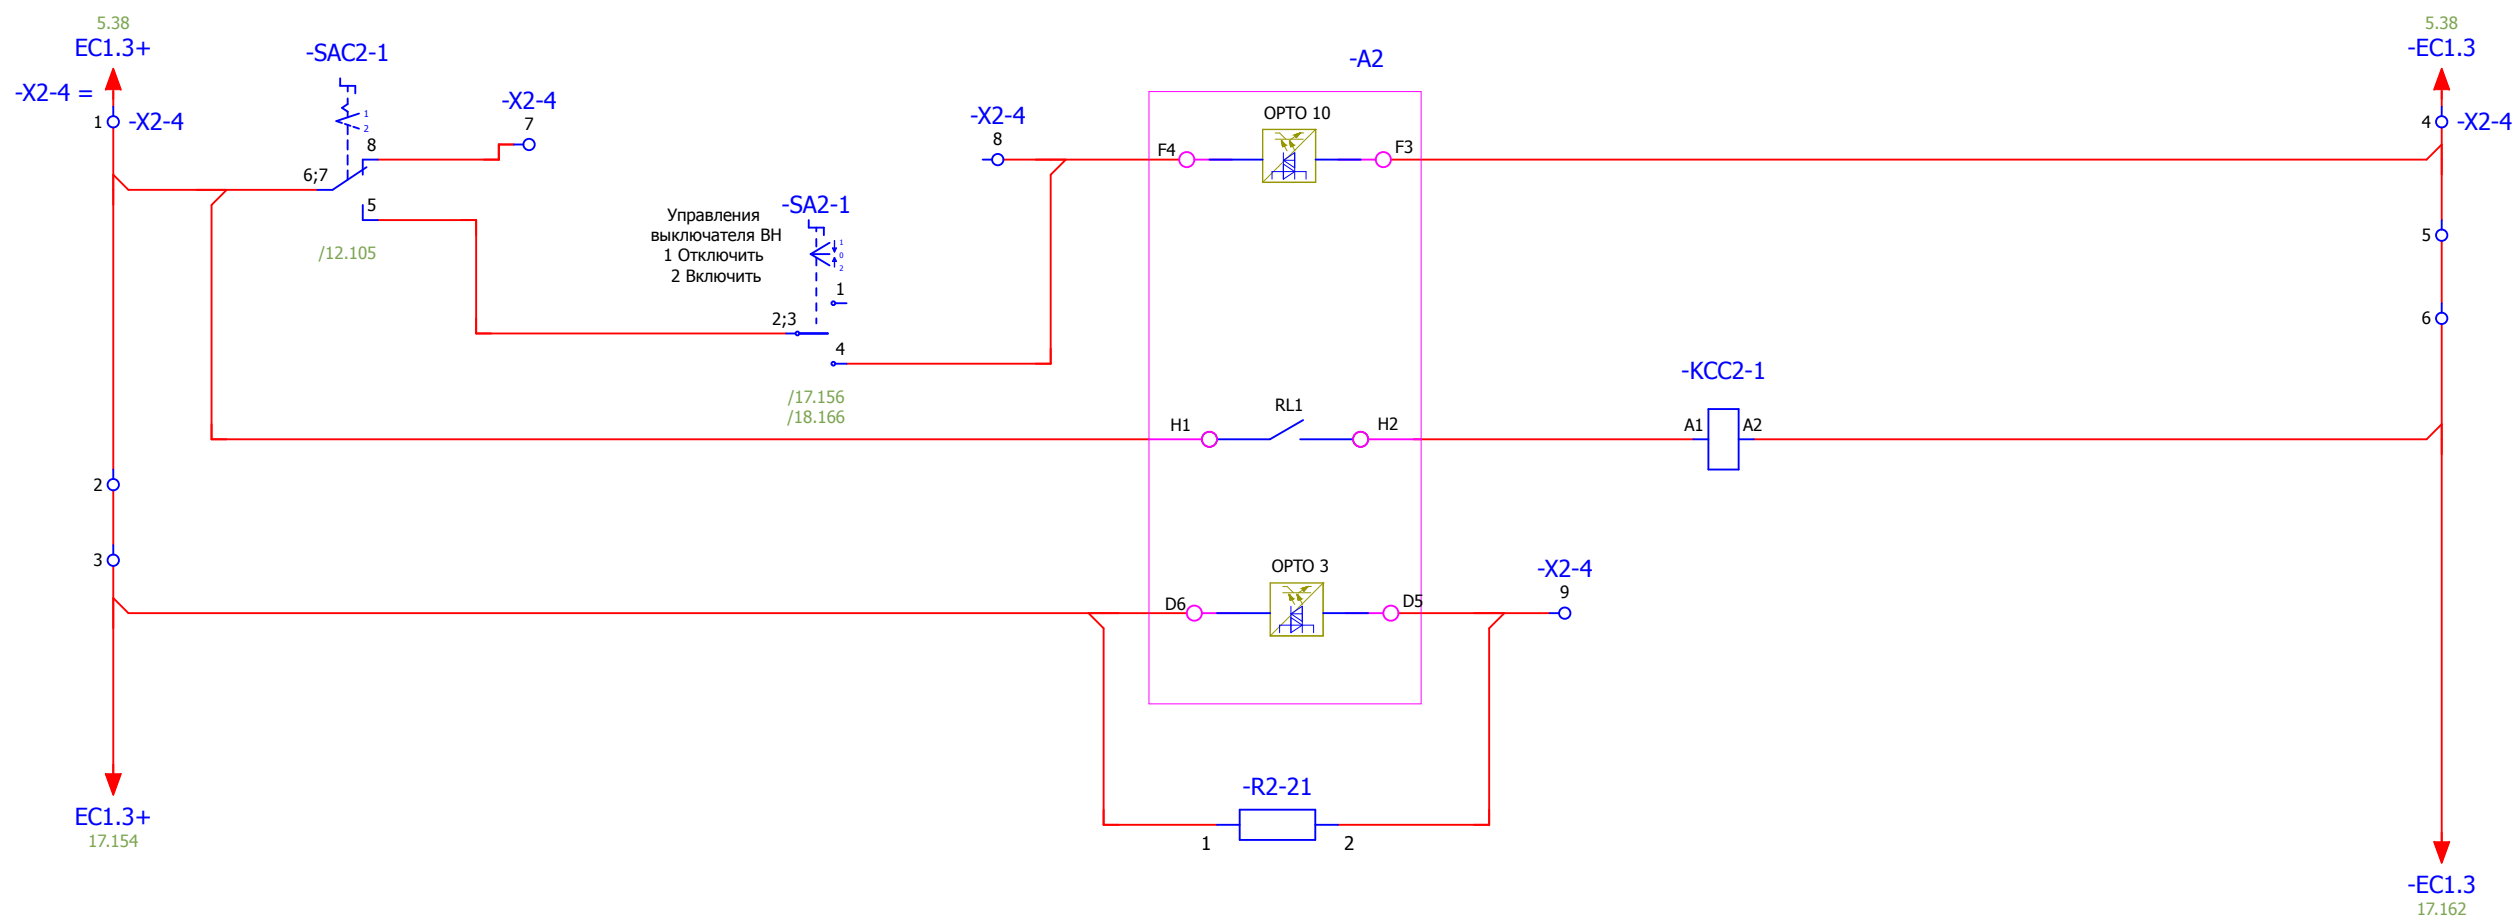 5.38
EC1.3+
-X2-4 =
1
-X2-4
-SAC2-1
1
2
8
6;7
5
/12.105
-X2-4
7
Управления
выключателя ВН
1 Отключить
2 Включить
-SA2-1
1
0
2
1
2;3
4
/17.156
/18.166
-X2-4
8
-A2
OPTO 10
F4
F3
5.38
-EC1.3
4
-X2-4
5
6
RL1
H1
H2
-KCC2-1
A1
A2
2
3
OPTO 3
D6
D5
-X2-4
9
-R2-21
1
2
EC1.3+
17.154
-EC1.3
17.162